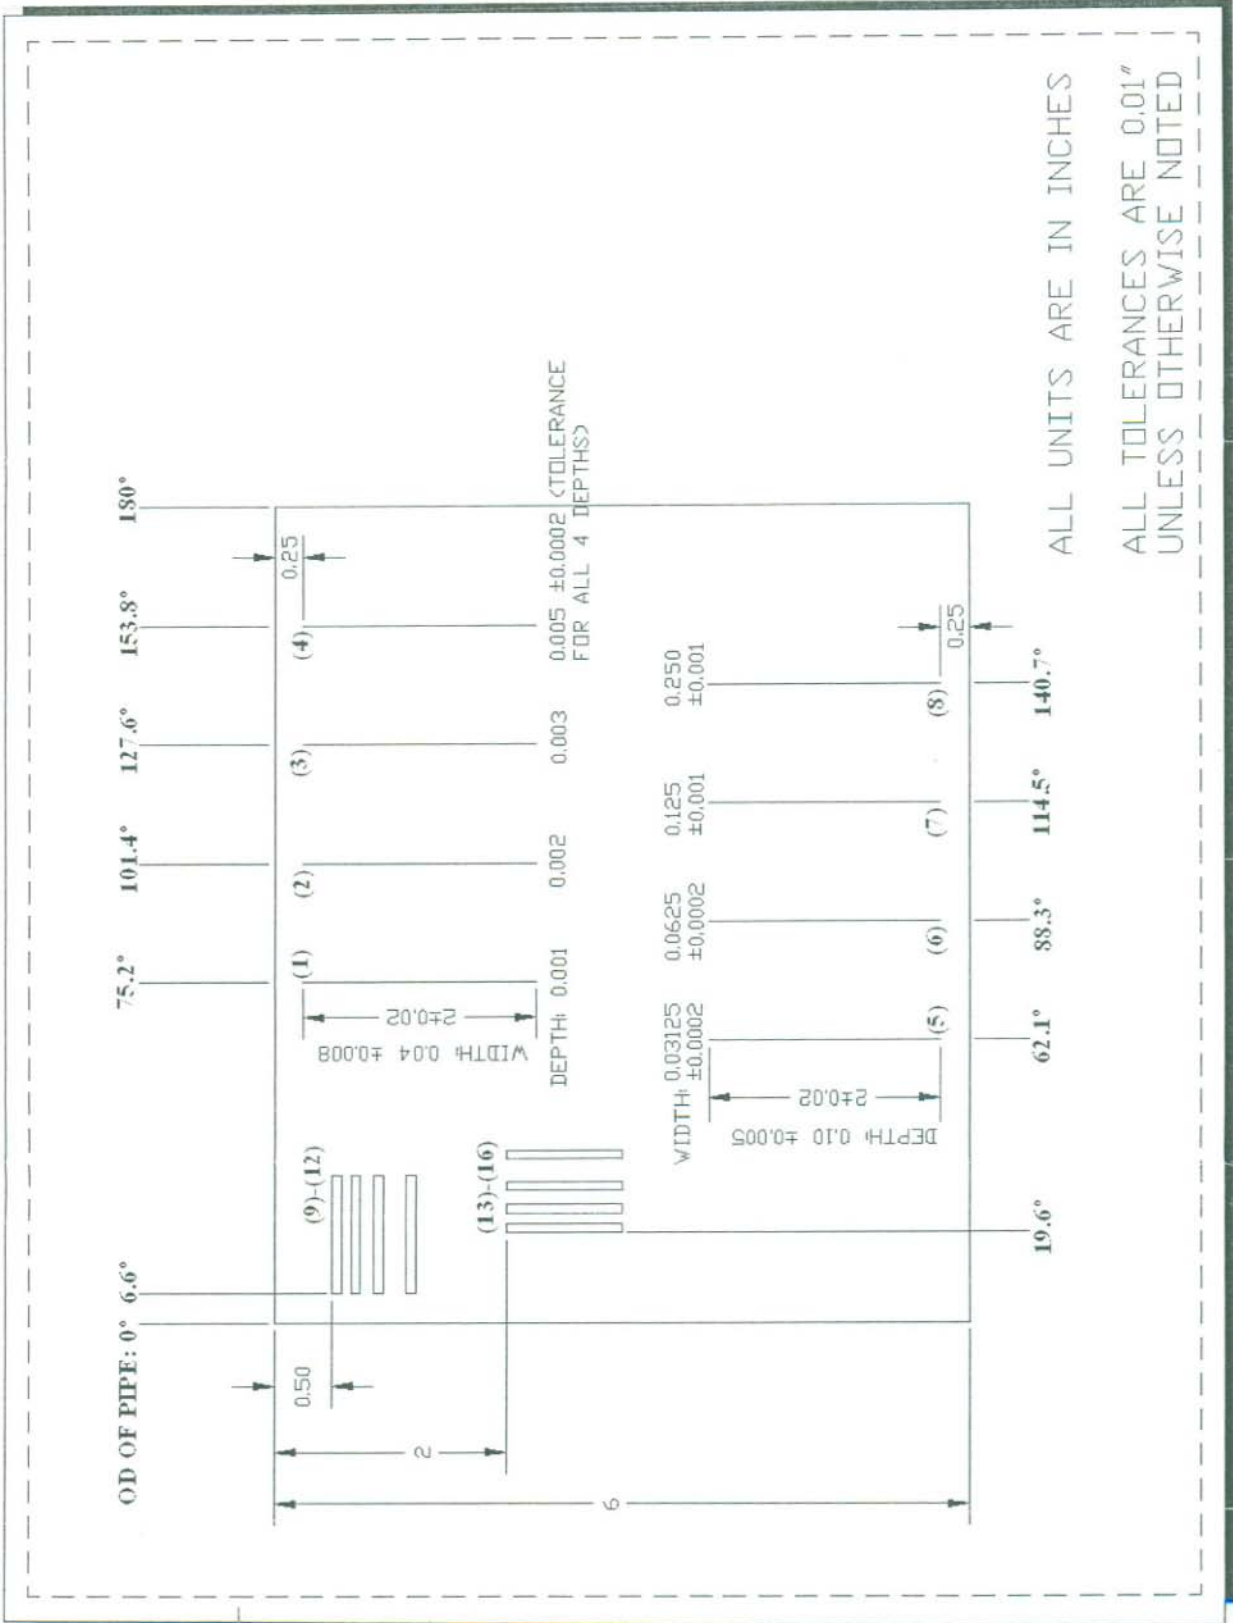 OD OF PIPE: 0° 6.6° 75.2° 101.4° 127.6° 153.8° 180°
0.50
(9)-(12)
(1)
(2)
(3)
(4)
0.25
2
6
2±0.02
WIDTH: 0.04 ±0.008
(13)-(16)
DEPTH: 0.001
0.002
0.003
0.005 ±0.0002 (TOLERANCE
FOR ALL 4 DEPTHS)
WIDTH: 0.03125
±0.0002
0.0625
±0.0002
0.125
±0.001
0.250
±0.001
2±0.02
DEPTH: 0.10 ±0.005
(5)
(6)
(7)
(8)
0.25
19.6° 62.1° 88.3° 114.5° 140.7°
ALL UNITS ARE IN INCHES
ALL TOLERANCES ARE 0.01"
UNLESS OTHERWISE NOTED